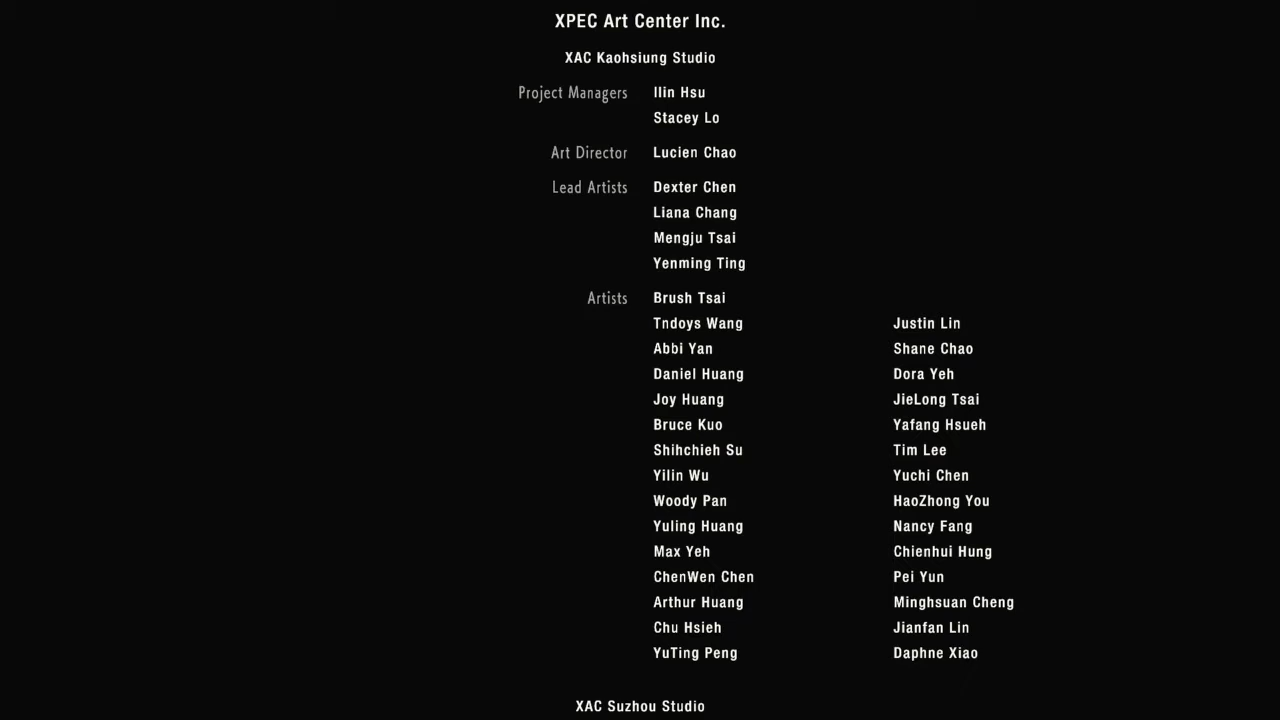 XPEC Art Center Inc.
XAC Kaohsiung Studio
Project Managers Ilin Hsu
Stacey Lo
Art Director Lucien Chao
Lead Artists Dexter Chen
Liana Chang
Mengju Tsai
Yenming Ting
Artists Brush Tsai
Tndoys Wang Justin Lin
Abbi Yan Shane Chao
Daniel Huang Dora Yeh
Joy Huang JieLong Tsai
Bruce Kuo Yafang Hsueh
Shihchieh Su Tim Lee
Yilin Wu Yuchi Chen
Woody Pan HaoZhong You
Yuling Huang Nancy Fang
Max Yeh Chienhui Hung
ChenWen Chen Pei Yun
Arthur Huang Minghsuan Cheng
Chu Hsieh Jianfan Lin
YuTing Peng Daphne Xiao
XAC Suzhou Studio